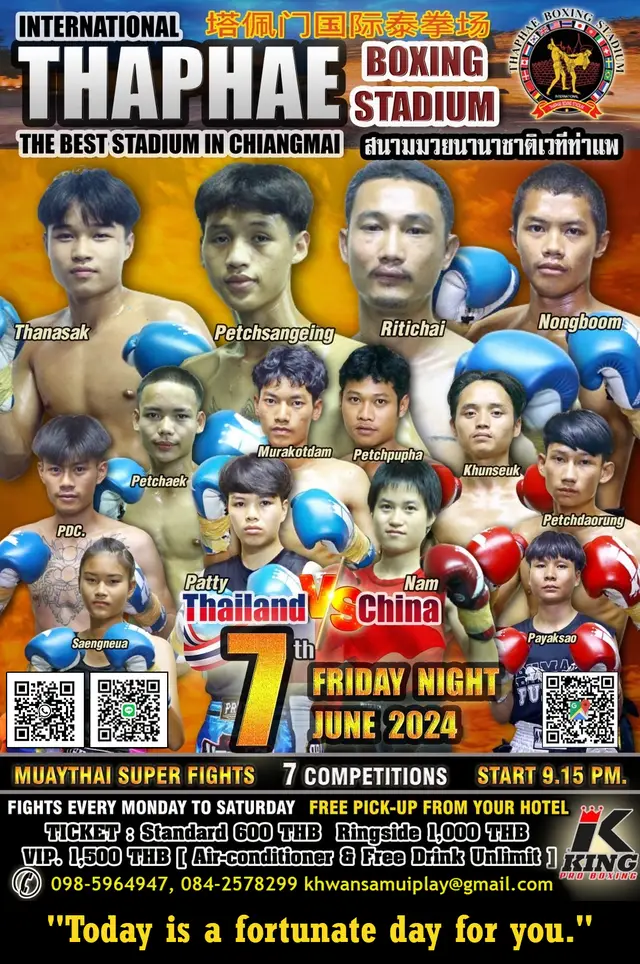 INTERNATIONAL
塔佩门国际泰拳场
THAPHAE
BOXING
STADIUM
THAPHAE BOXING STADIUM
THE BEST STADIUM IN CHIANGMAI
สนามมวยนานาชาติเวทีท่าแพ
Thanasak
Petchsangeing
Ritichai
Nongboom
Petchaek
Murakotdam
Petchpupha
Khunseuk
PDC.
Petchdaorung
Patty
Nam
Thailand VS China
Saengneua
Payaksao
7th
FRIDAY NIGHT
JUNE 2024
MUAYTHAI SUPER FIGHTS 7 COMPETITIONS START 9.15 PM.
FIGHTS EVERY MONDAY TO SATURDAY FREE PICK-UP FROM YOUR HOTEL
TICKET : Standard 600 THB Ringside 1,000 THB
VIP. 1,500 THB [ Air-conditioner & Free Drink Unlimit ]
K
KING
PRO BOXING
098-5964947, 084-2578299 khwansamuiplay@gmail.com
"Today is a fortunate day for you."